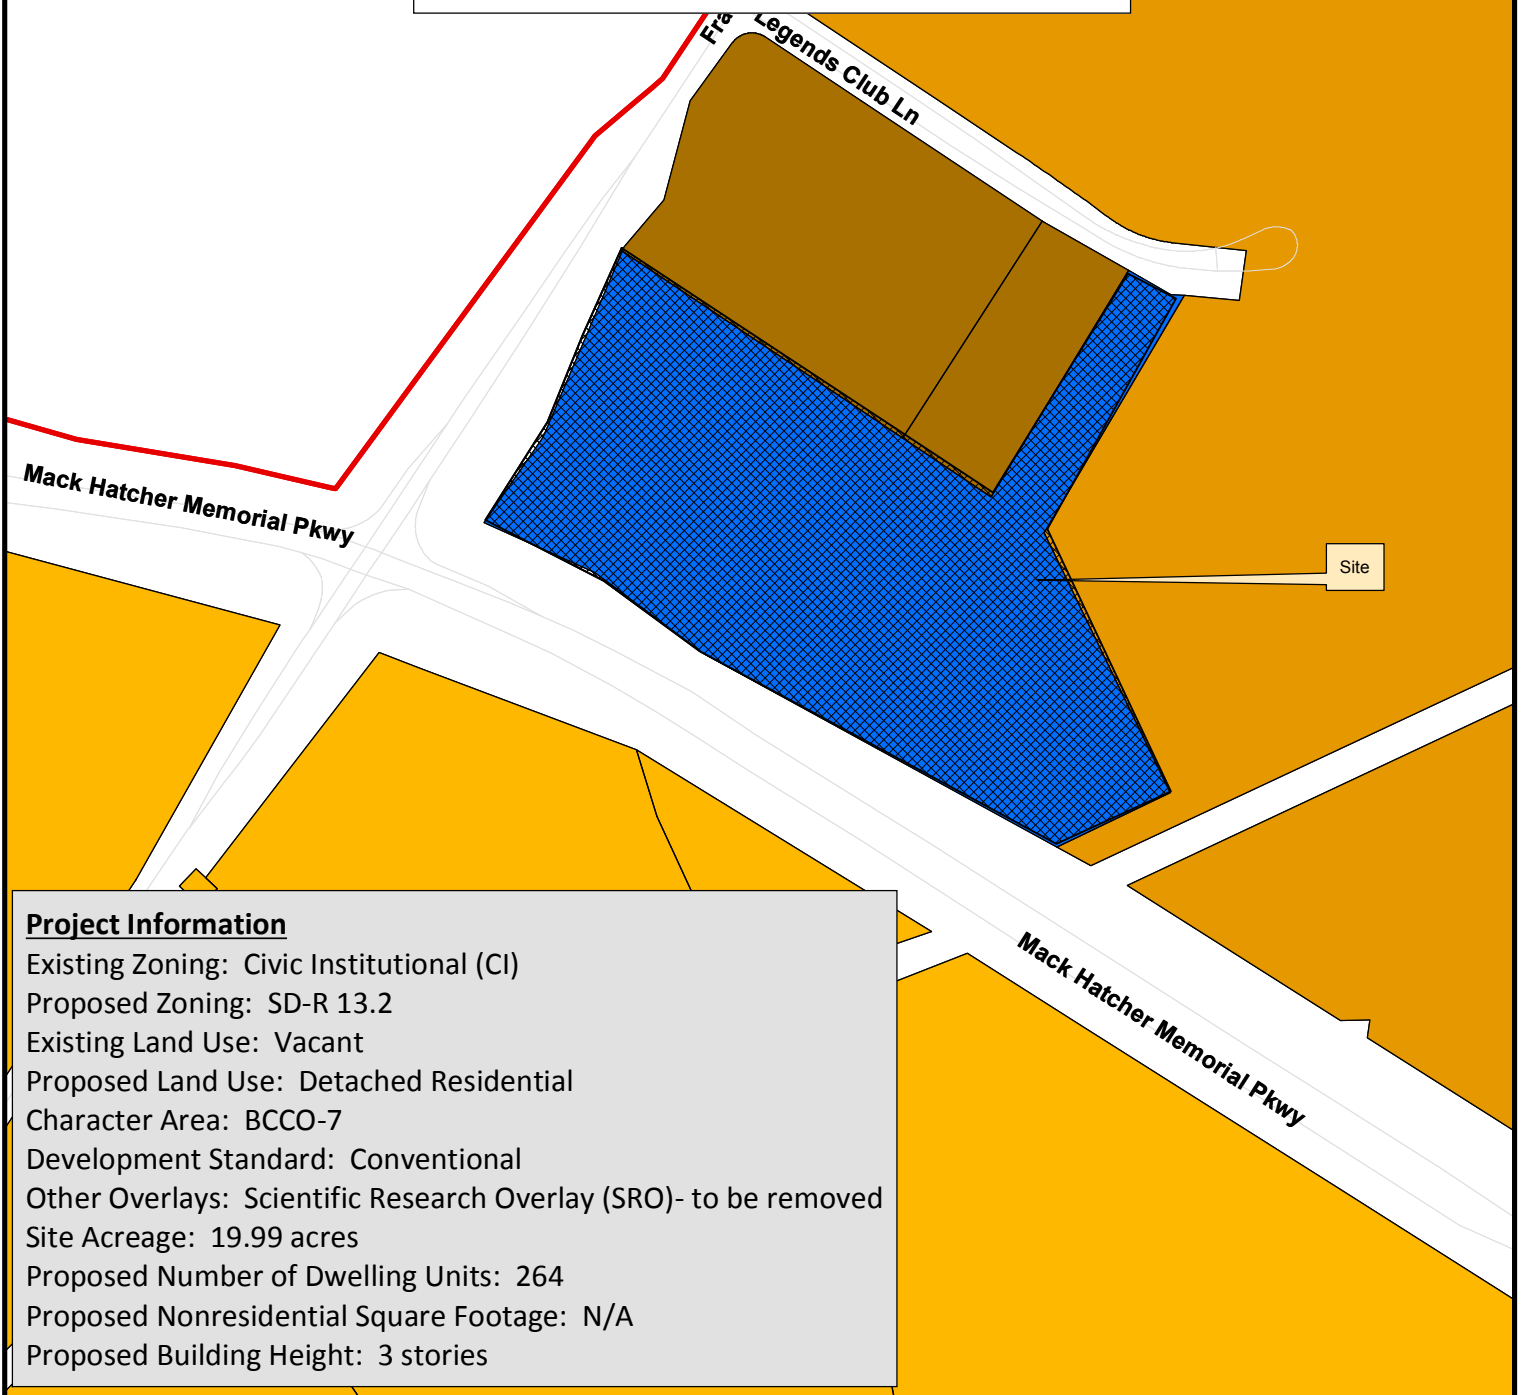 Fra
Legends Club Ln
Mack Hatcher Memorial Pkwy
Site
Mack Hatcher Memorial Pkwy
Project Information
Existing Zoning: Civic Institutional (CI)
Proposed Zoning: SD-R 13.2
Existing Land Use: Vacant
Proposed Land Use: Detached Residential
Character Area: BCCO-7
Development Standard: Conventional
Other Overlays: Scientific Research Overlay (SRO)- to be removed
Site Acreage: 19.99 acres
Proposed Number of Dwelling Units: 264
Proposed Nonresidential Square Footage: N/A
Proposed Building Height: 3 stories